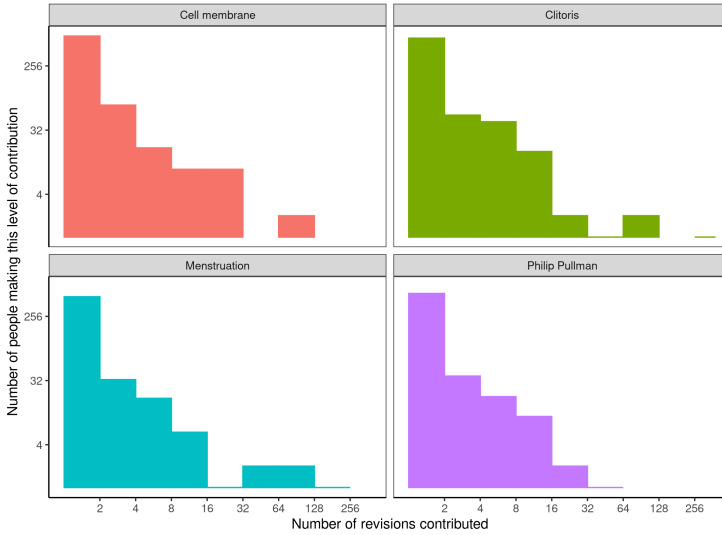 Cell membrane
Clitoris
256
32
4
Menstruation
Philip Pullman
256
32
4
2 4 8 16 32 64 128 256
2 4 8 16 32 64 128 256
Number of revisions contributed
Number of people making this level of contribution